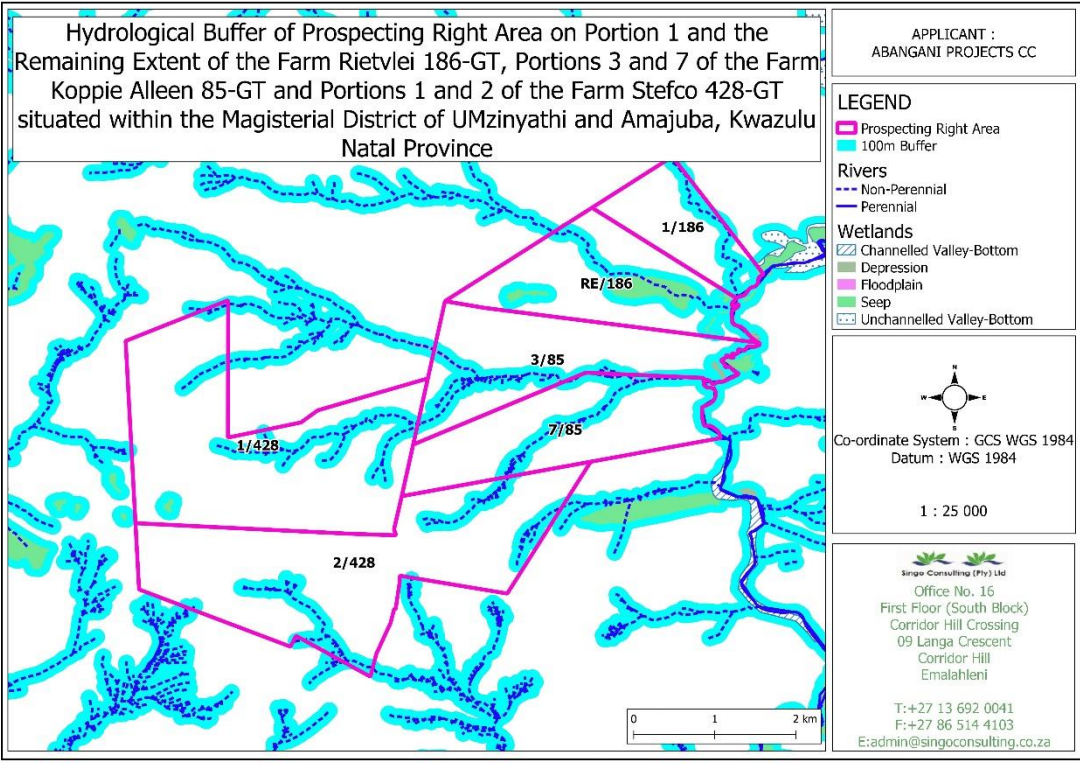 Hydrological Buffer of Prospecting Right Area on Portion 1 and the
Remaining Extent of the Farm Rietvlei 186-GT, Portions 3 and 7 of the Farm
Koppie Alleen 85-GT and Portions 1 and 2 of the Farm Stefco 428-GT
situated within the Magisterial District of UMzinyathi and Amajuba, Kwazulu
Natal Province
1/186
RE/186
3/85
7/85
1/428
2/428
0 1 2 km
APPLICANT :
ABANGANI PROJECTS CC
LEGEND
Prospecting Right Area
100m Buffer
Rivers
Non-Perennial
Perennial
Wetlands
Channelled Valley-Bottom
Depression
Floodplain
Seep
Unchannelled Valley-Bottom
N
W E
S
Co-ordinate System : GCS WGS 1984
Datum : WGS 1984
1 : 25 000
Singo Consulting (Pty) Ltd
Office No. 16
First Floor (South Block)
Corridor Hill Crossing
09 Langa Crescent
Corridor Hill
Emalahleni
T:+27 13 692 0041
F:+27 86 514 4103
E:admin@singoconsulting.co.za